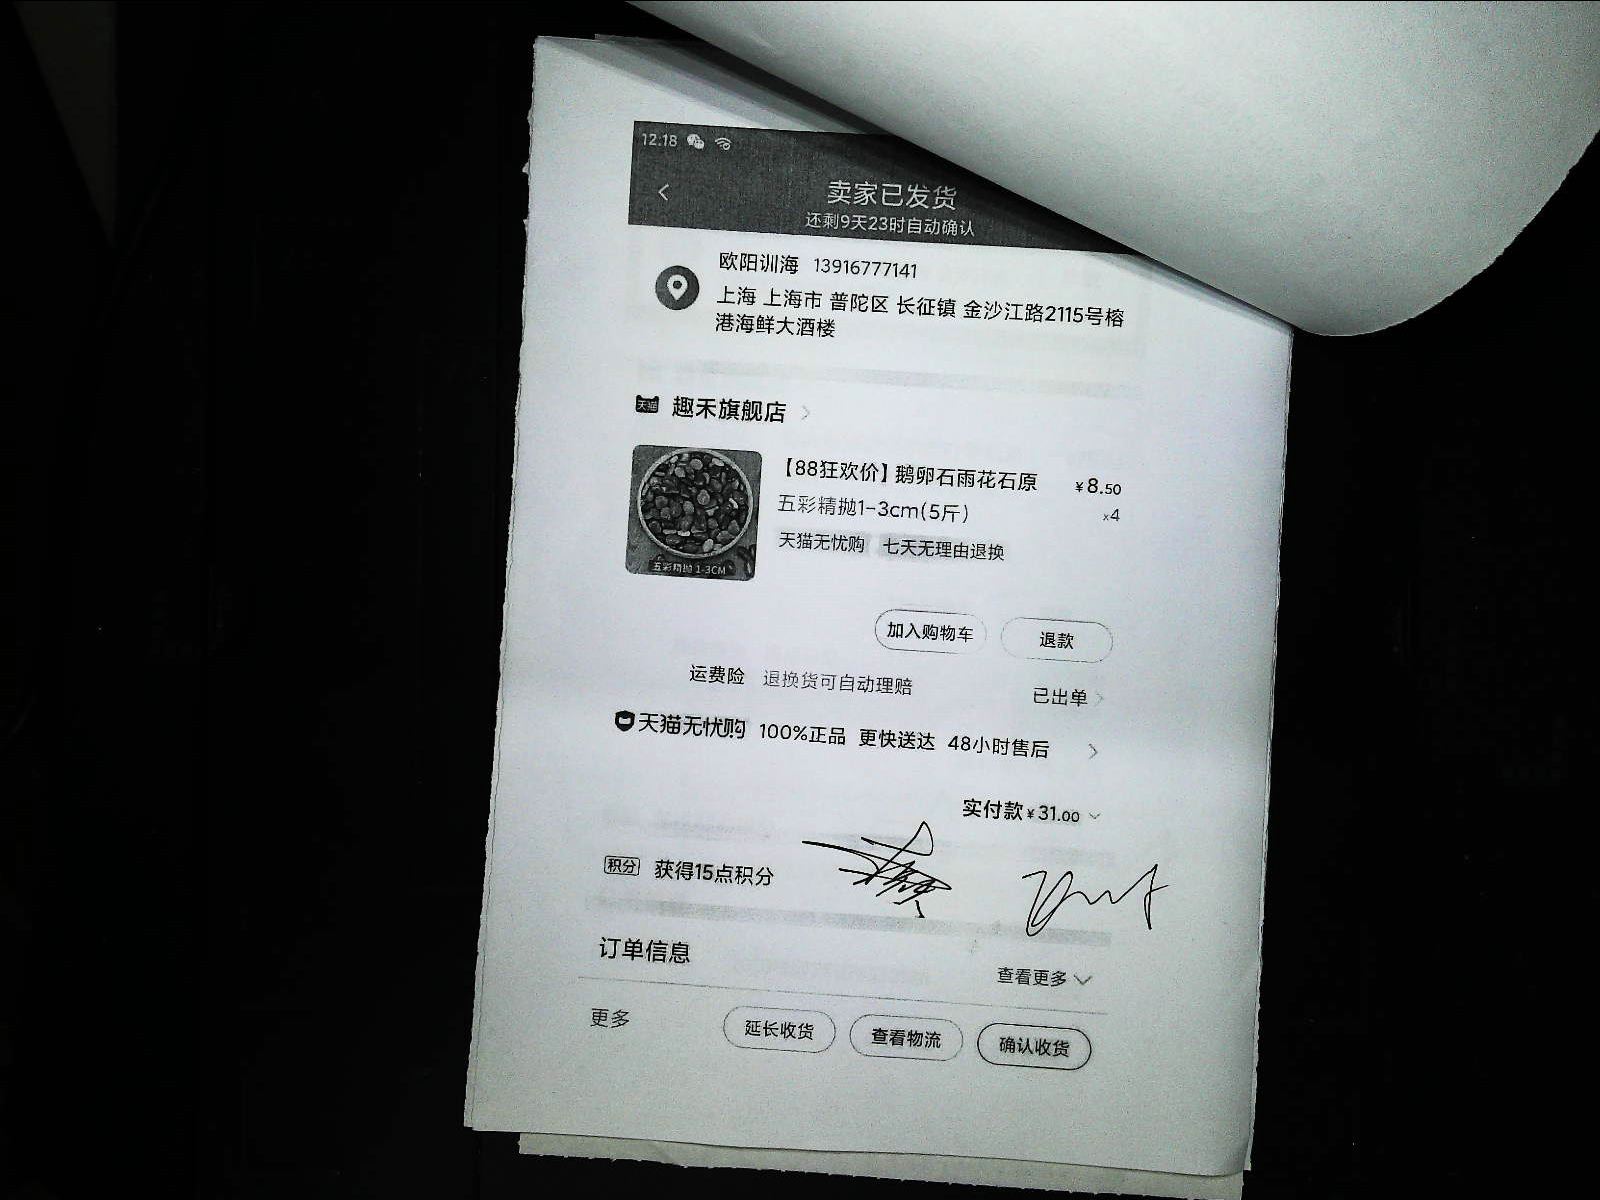 12.18
卖家已发货
还剩9天23时自动确认
欧阳训海 13916777141
上海 上海市 普陀区 长征镇 金沙江路2115号榕
港海鲜大酒楼
天猫 趣禾旗舰店
【88狂欢价】鹅卵石雨花石原 ¥8.50
五彩精抛1-3cm(5斤) ×4
天猫无忧购 七天无理由退换
五彩精抛 1-3CM
加入购物车 退款
运费险 退换货可自动理赔 已出单
天猫无忧购 100%正品 更快送达 48小时售后
实付款 ¥31.00
积分 获得15点积分
订单信息
查看更多
更多 延长收货 查看物流 确认收货